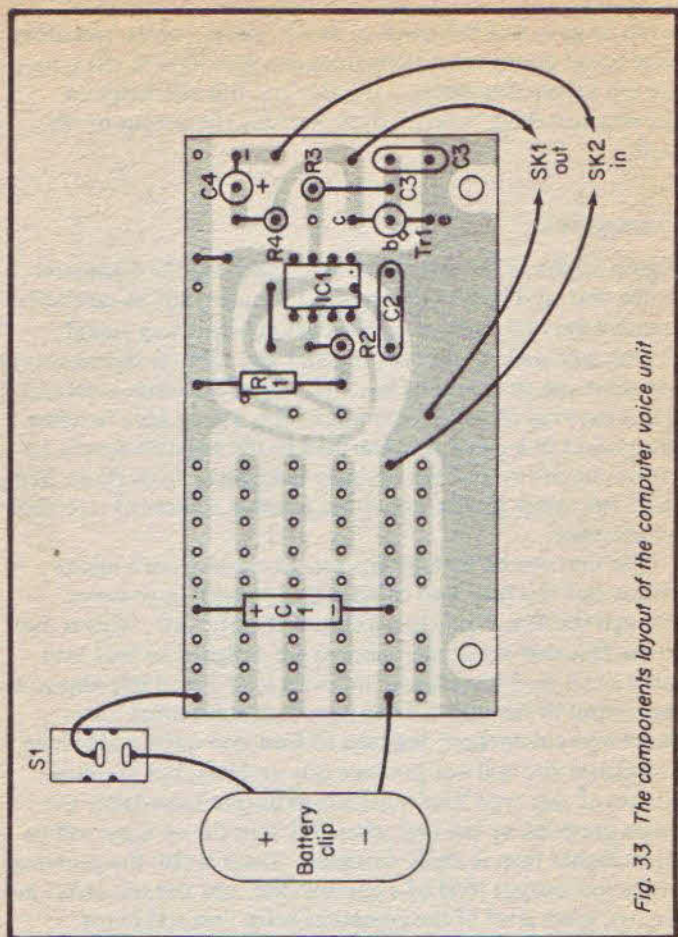 S1
+
Battery
clip
−
+
C
1
−
R
1
R2
C2
IC1
R4
C4
+
−
R3
c
b
Tr1
e
C3
C3
SK1
out
SK2
in
Fig. 33 The components layout of the computer voice unit